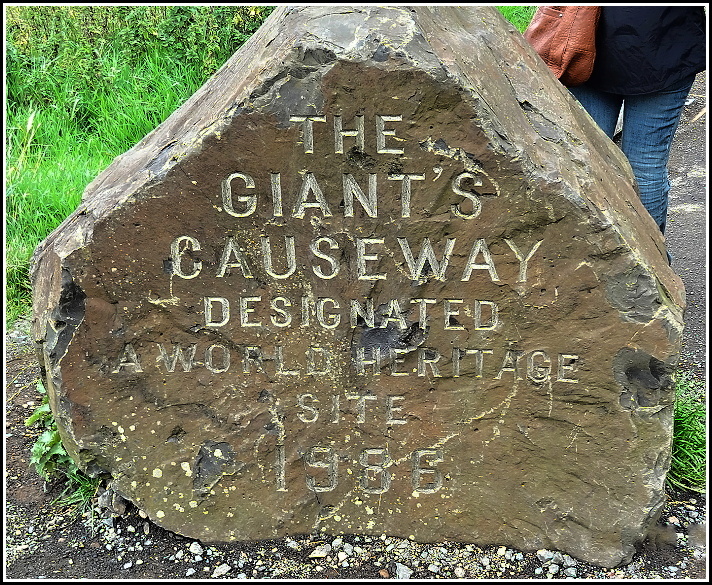 THE
GIANT'S
CAUSEWAY
DESIGNATED
A WORLD HERITAGE
SITE
1986